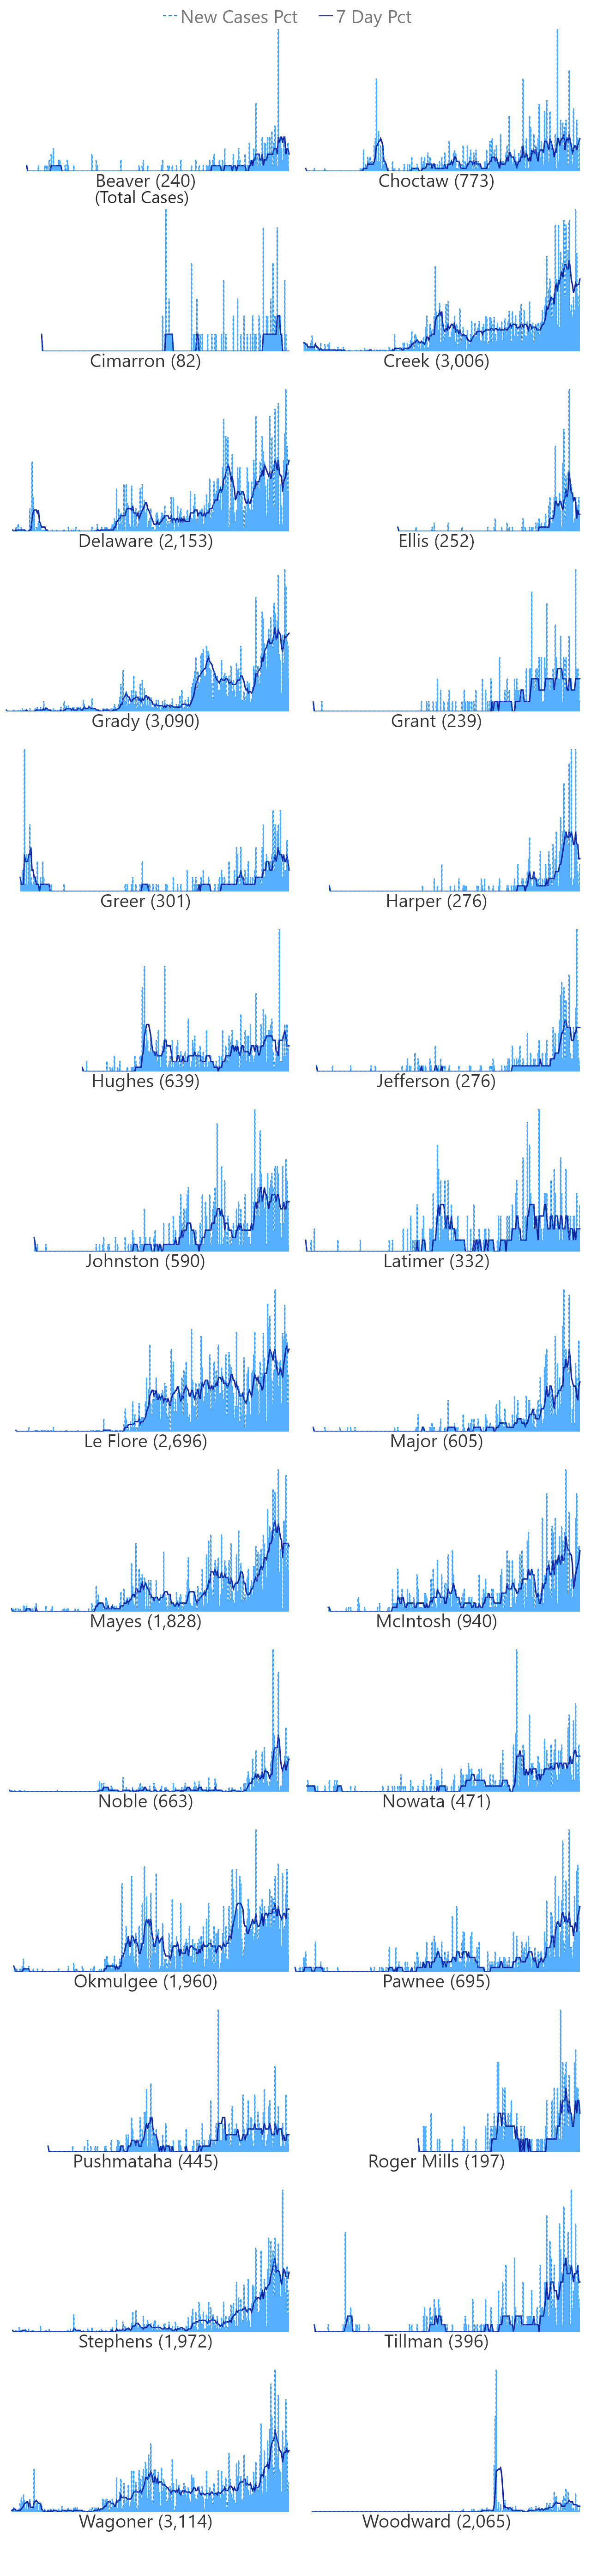 New Cases Pct 7 Day Pct
Beaver (240) Choctaw (773)
(Total Cases)
Cimarron (82) Creek (3,006)
Delaware (2,153) Ellis (252)
Grady (3,090) Grant (239)
Greer (301) Harper (276)
Hughes (639) Jefferson (276)
Johnston (590) Latimer (332)
Le Flore (2,696) Major (605)
Mayes (1,828) McIntosh (940)
Noble (663) Nowata (471)
Okmulgee (1,960) Pawnee (695)
Pushmataha (445) Roger Mills (197)
Stephens (1,972) Tillman (396)
Wagoner (3,114) Woodward (2,065)